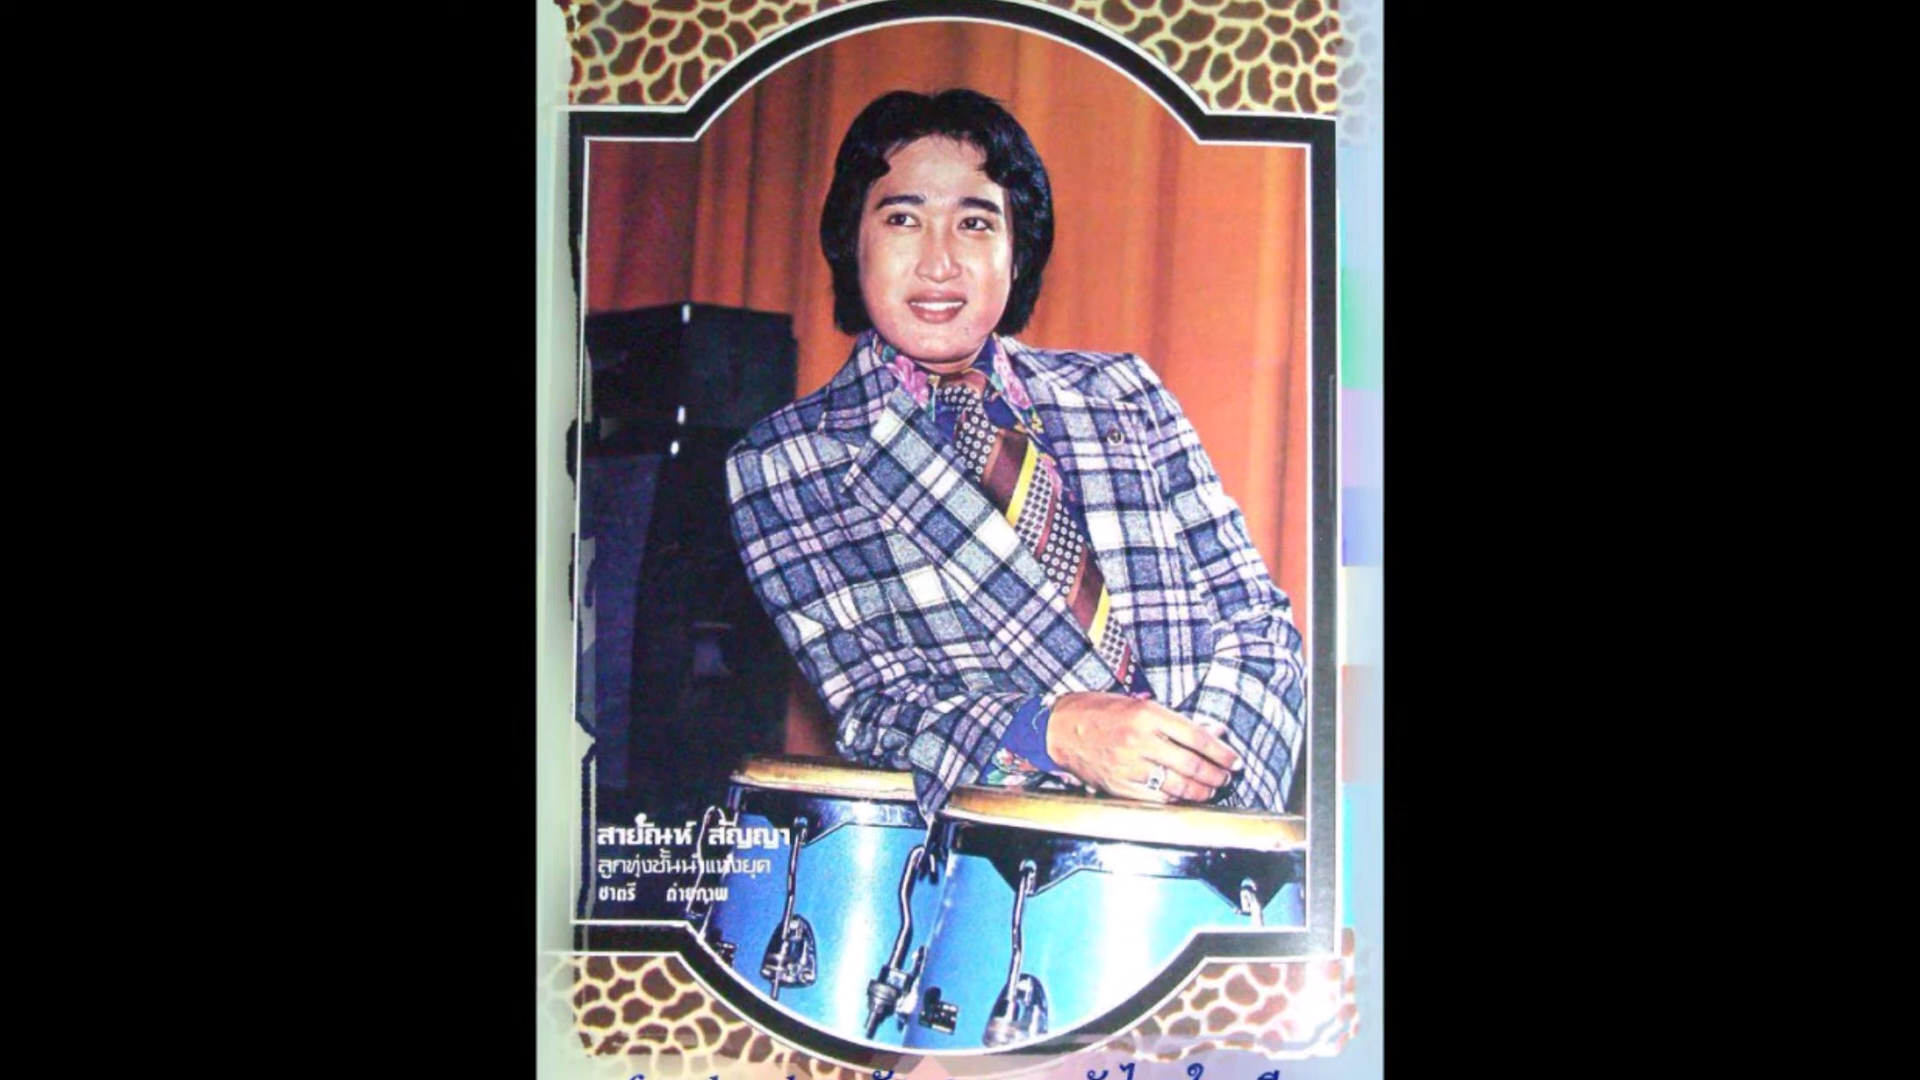 สายัณห์ สัญญา
ลูกทุ่งชั้นนำแห่งยุค
ชาตรี ถ่ายภาพ